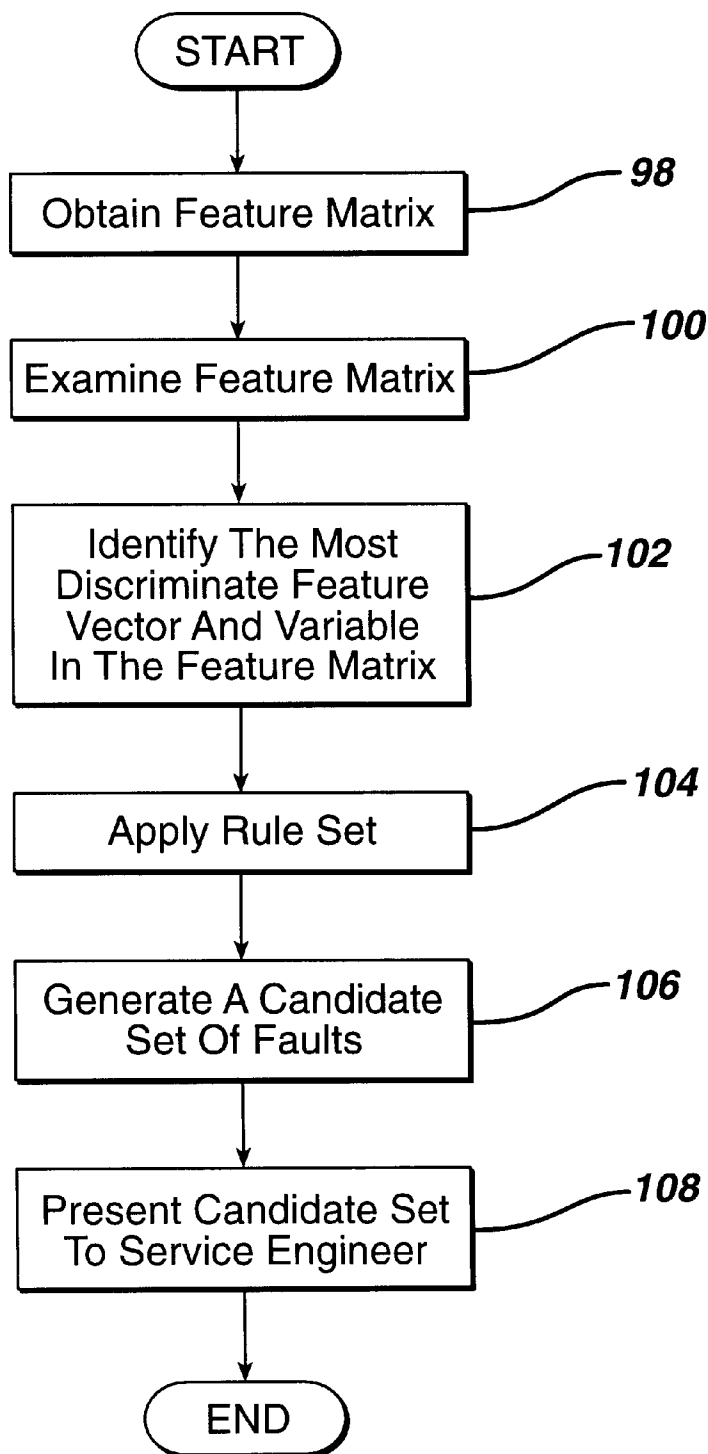 START
Obtain Feature Matrix
98
Examine Feature Matrix
100
Identify The Most
Discriminate Feature
Vector And Variable
In The Feature Matrix
102
Apply Rule Set
104
Generate A Candidate
Set Of Faults
106
Present Candidate Set
To Service Engineer
108
END